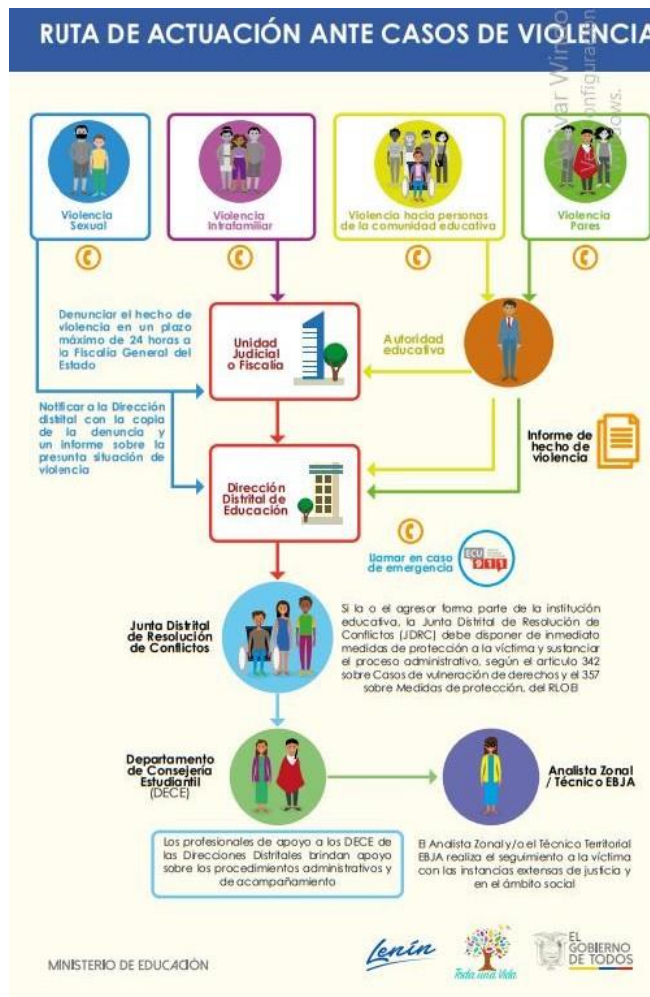 RUTA DE ACTUACIÓN ANTE CASOS DE VIOLENCIA
Activar Windows
Ve a Configuración
Windows.
Violencia
Sexual
Violencia
Intrafamiliar
Violencia hacia personas
de la comunidad educativa
Violencia
Pares
Denunciar el hecho de
violencia en un plazo
máximo de 24 horas a
la Fiscalía General del
Estado
Unidad
Judicial
o Fiscalía
Autoridad
educativa
Notificar a la Dirección
distrital con la copia
de la denuncia y
un informe sobre la
presunta situación de
violencia
Informe de
hecho de
violencia
Dirección
Distrital de
Educación
Llamar en caso
de emergencia
ECU
911
Junta Distrital
de Resolución
de Conflictos
Si la o el agresor forma parte de la institución
educativa, la Junta Distrital de Resolución de
Conflictos (JDRC) debe disponer de inmediato
medidas de protección a la víctima y sustanciar
el proceso administrativo, según el artículo 342
sobre Casos de vulneración de derechos y el 357
sobre Medidas de protección, del RLOEI
Departamento
de Consejería
Estudiantil
(DECE)
Analista Zonal
/ Técnico EBJA
Los profesionales de apoyo a los DECE de
las Direcciones Distritales brindan apoyo
sobre los procedimientos administrativos y
de acompañamiento
El Analista Zonal y/o el Técnico Territorial
EBJA realiza el seguimiento a la víctima
con las instancias extensas de justicia y
en el ámbito social
MINISTERIO DE EDUCACIÓN
Lenín
Toda una Vida
EL
GOBIERNO
DE TODOS